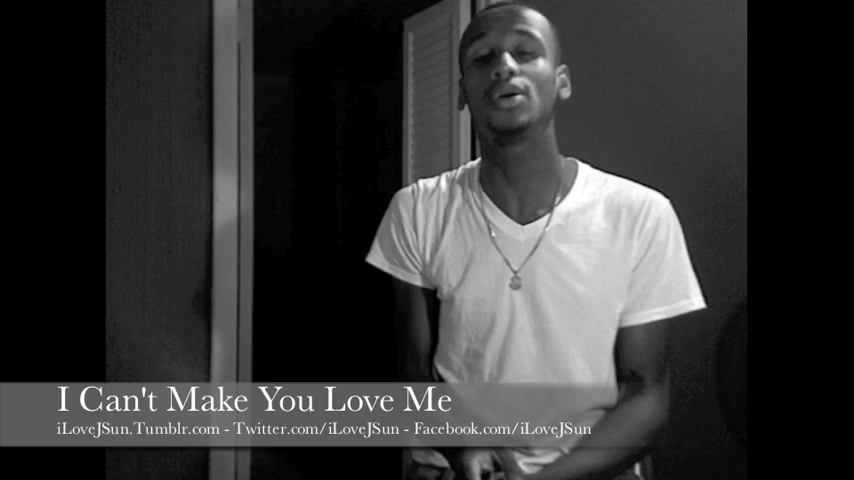 I Can't Make You Love Me
iLoveJSun.Tumblr.com - Twitter.com/iLoveJSun - Facebook.com/iLoveJSun